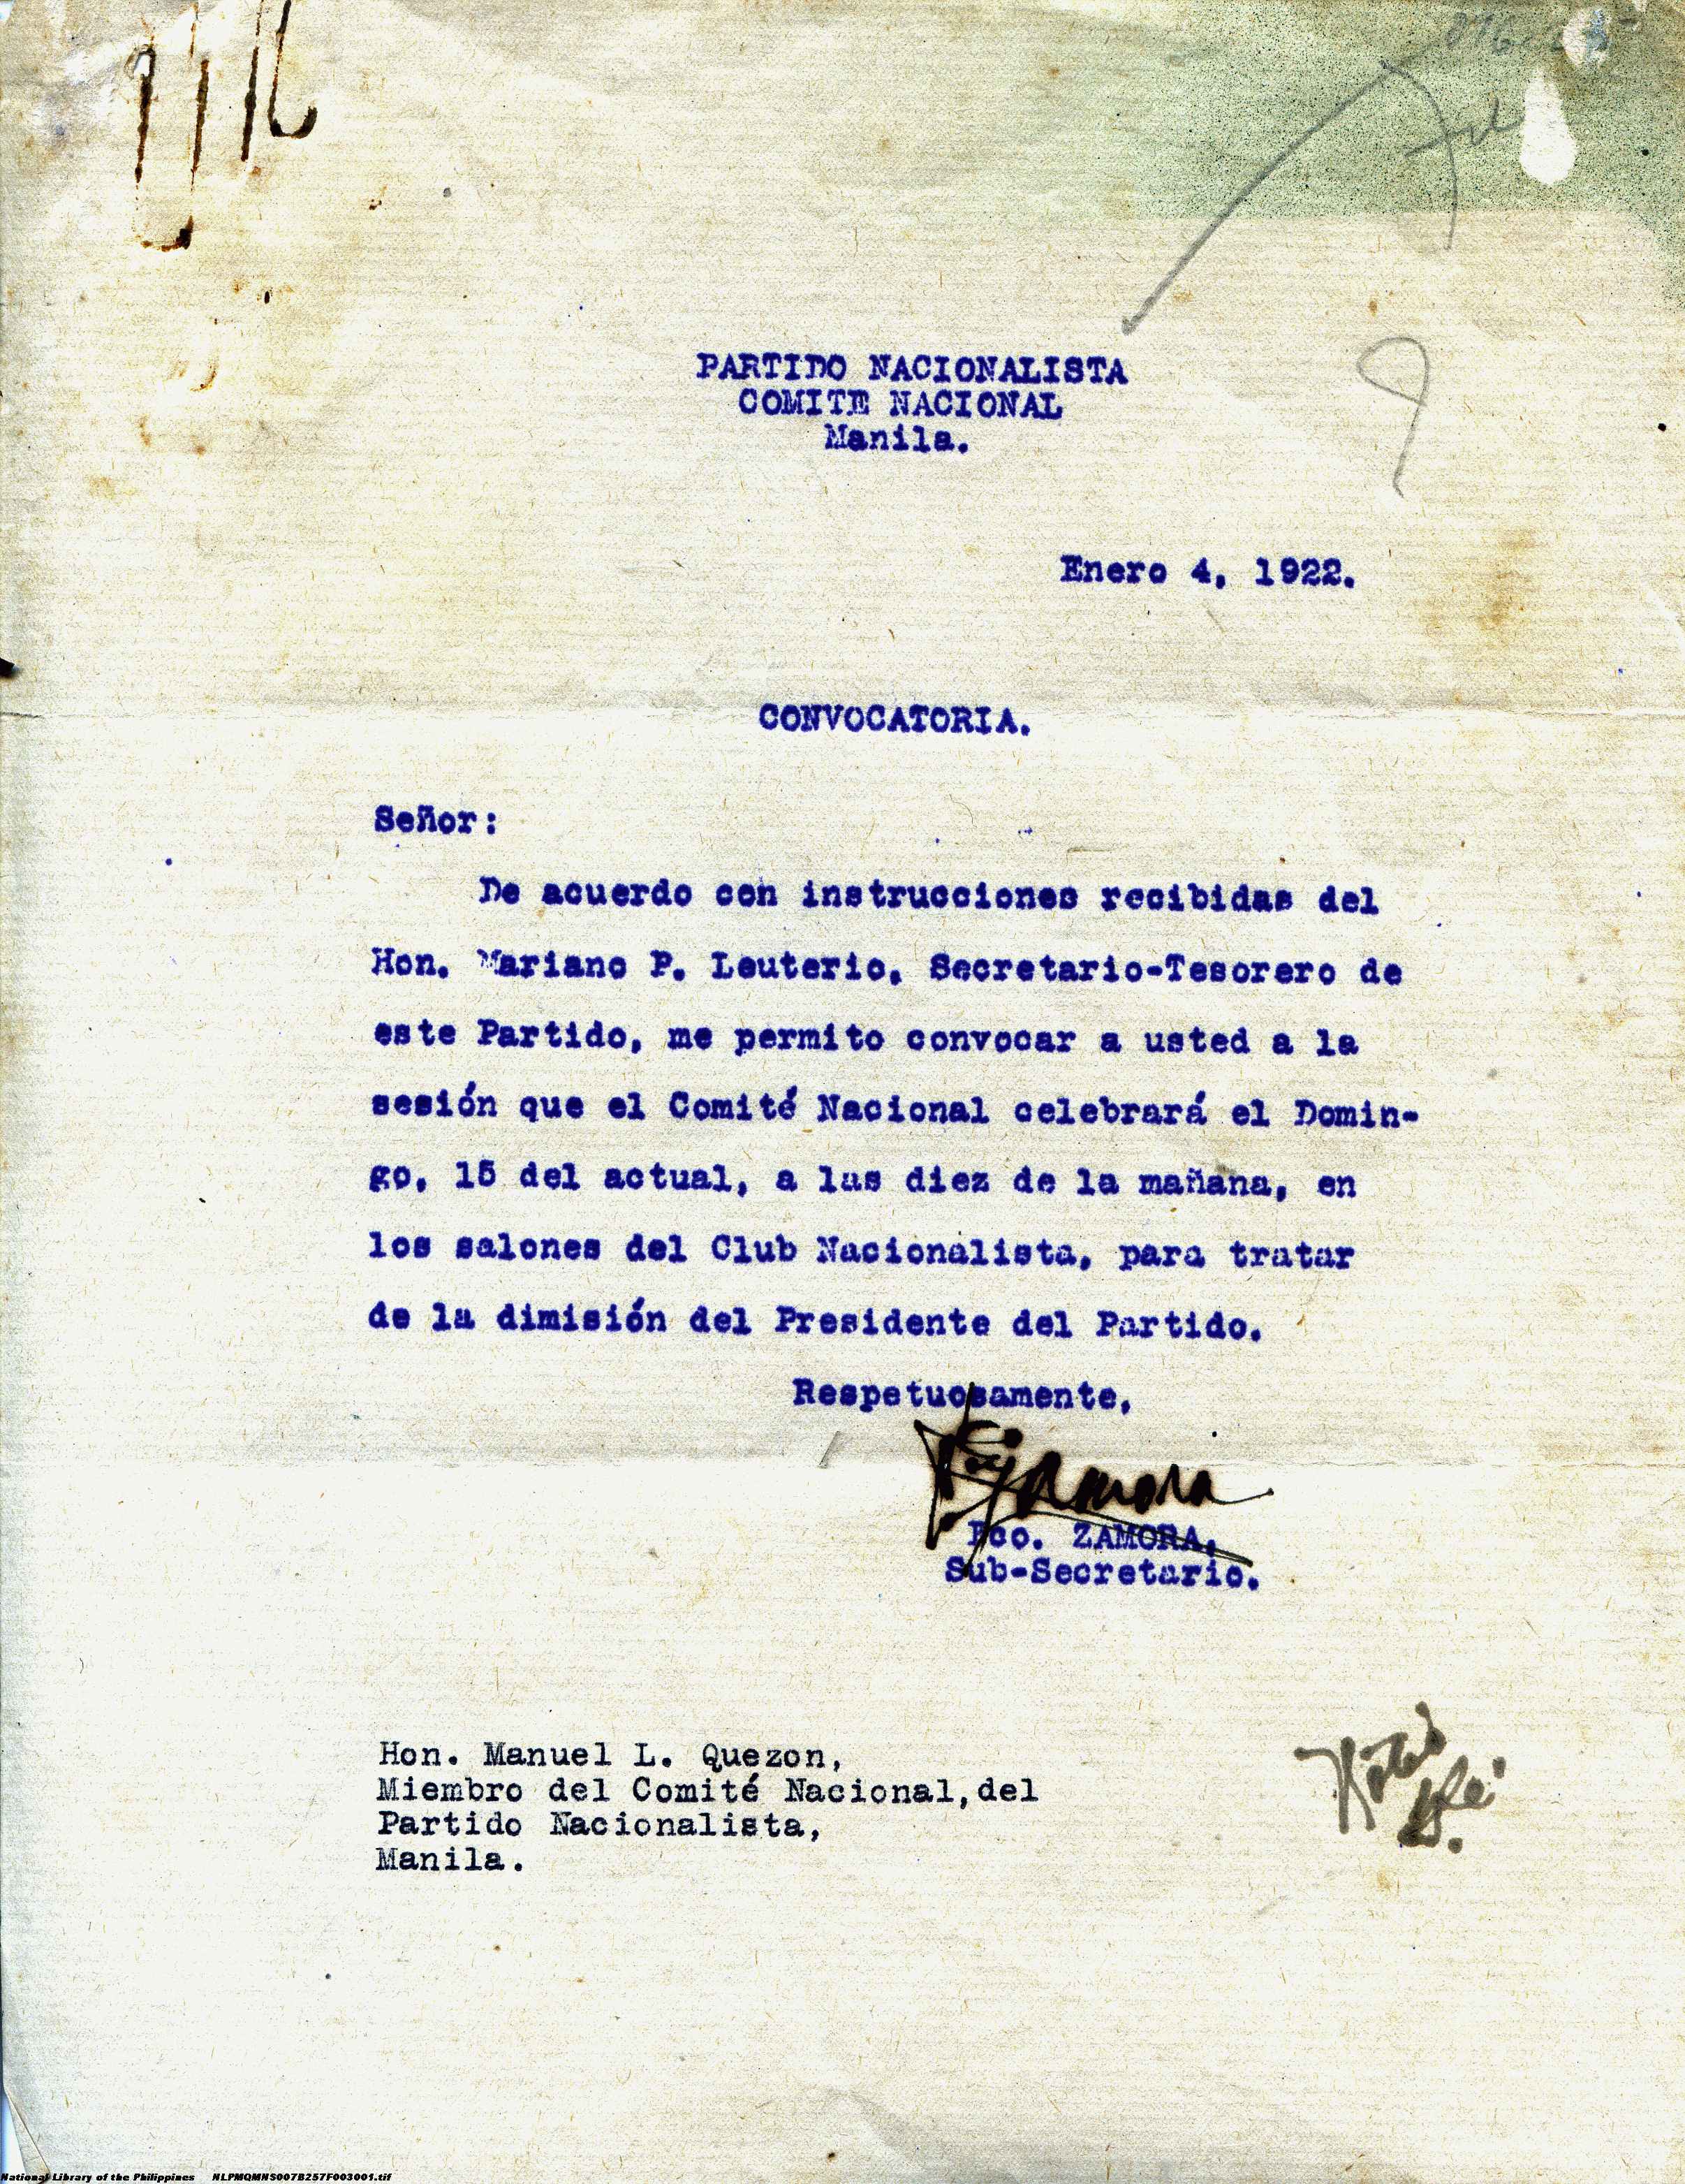 PARTIDO NACIONALISTA
COMITE NACIONAL
Manila.
Enero 4, 1922.
CONVOCATORIA.
Señor:
De acuerdo con instrucciones recibidas del
Hon. Mariano P. Leuterio, Secretario-Tesorero de
este Partido, me permito convocar a usted a la
sesión que el Comité Nacional celebrará el Domin-
go, 15 del actual, a las diez de la mañana, en
los salones del Club Nacionalista, para tratar
de la dimisión del Presidente del Partido.
Respetuosamente,
Zamora
Fco. ZAMORA,
Sub-Secretario.
Hon. Manuel L. Quezon,
Miembro del Comité Nacional,del
Partido Nacionalista,
Manila.
National Library of the Philippines NLPMQMNS007B257F003001.tif